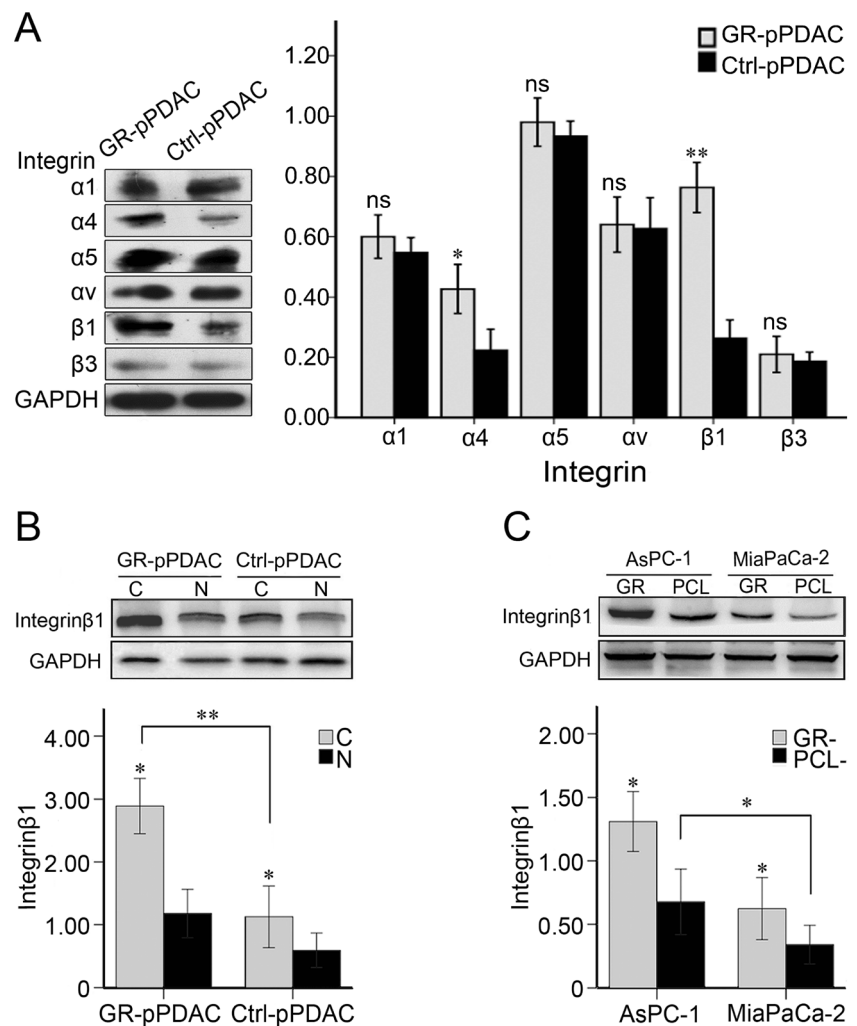 A
GR-pPDAC
Ctrl-pPDAC
Integrin
α1
α4
α5
αv
β1
β3
GAPDH
GR-pPDAC
Ctrl-pPDAC
1.20
1.00
0.80
0.60
0.40
0.20
0.00
ns
*
ns
ns
**
ns
α1 α4 α5 αv β1 β3
Integrin
B
GR-pPDAC Ctrl-pPDAC
C N C N
Integrinβ1
GAPDH
Integrinβ1
4.00
3.00
2.00
1.00
0
**
*
*
C
N
GR-pPDAC Ctrl-pPDAC
C
AsPC-1 MiaPaCa-2
GR PCL GR PCL
Integrinβ1
GAPDH
Integrinβ1
2.00
1.50
1.00
0.50
0
*
*
*
GR-
PCL-
AsPC-1 MiaPaCa-2